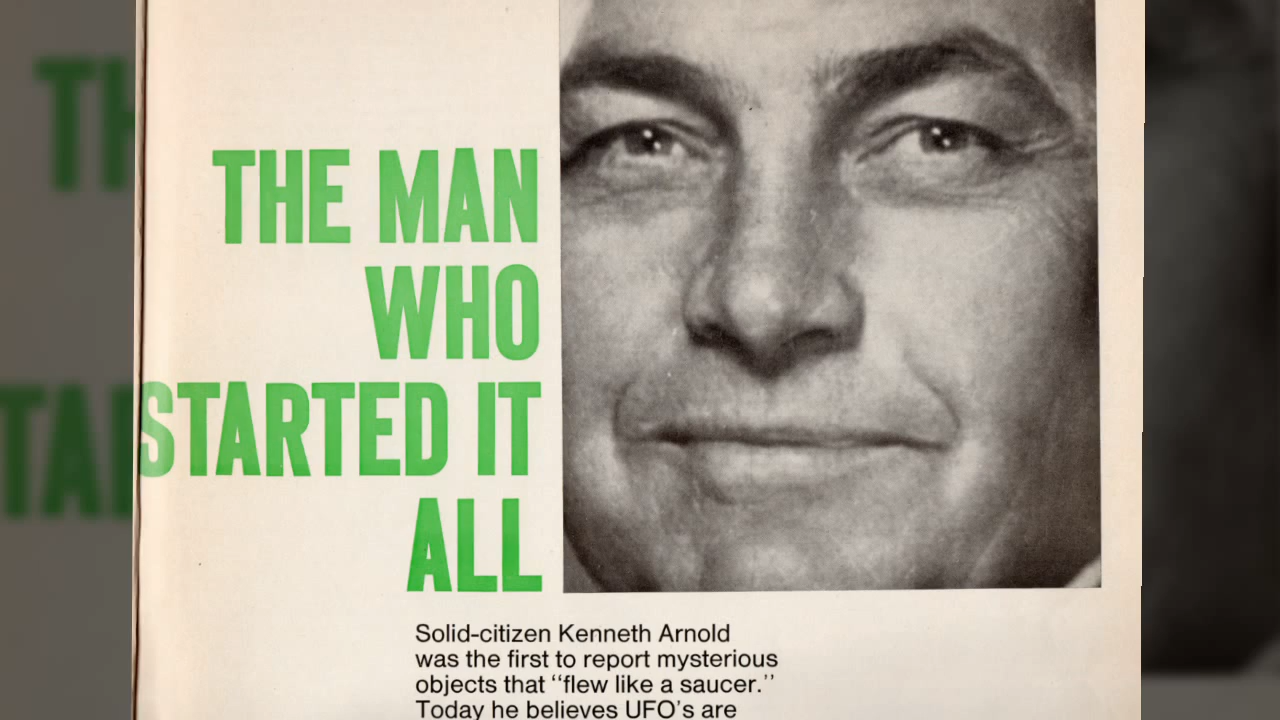 THE MAN
WHO
STARTED IT
ALL
Solid-citizen Kenneth Arnold
was the first to report mysterious
objects that “flew like a saucer.”
Today he believes UFO's are